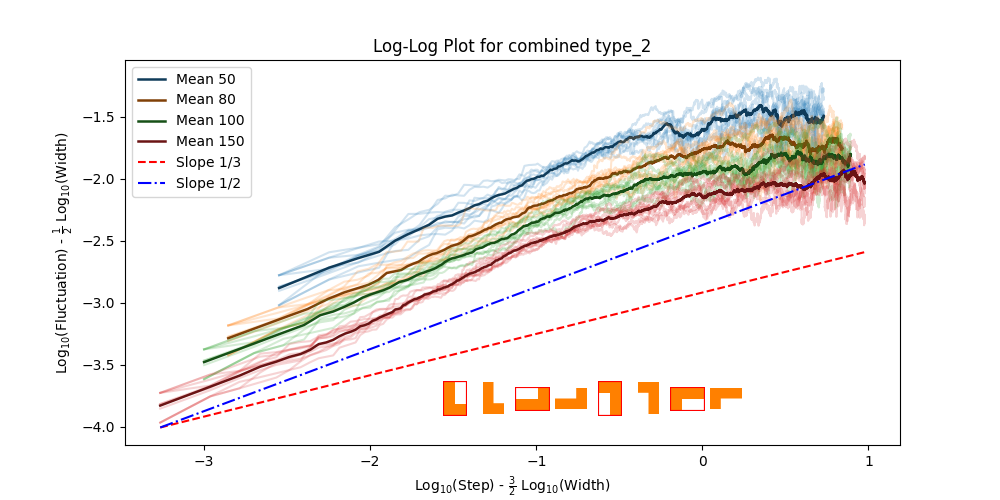 Log-Log Plot for combined type_2
Mean 50
Mean 80
Mean 100
Mean 150
Slope 1/3
Slope 1/2
Log₁₀(Fluctuation) - ½ Log₁₀(Width)
−1.5
−2.0
−2.5
−3.0
−3.5
−4.0
−3
−2
−1
0
1
Log₁₀(Step) - 3/2 Log₁₀(Width)